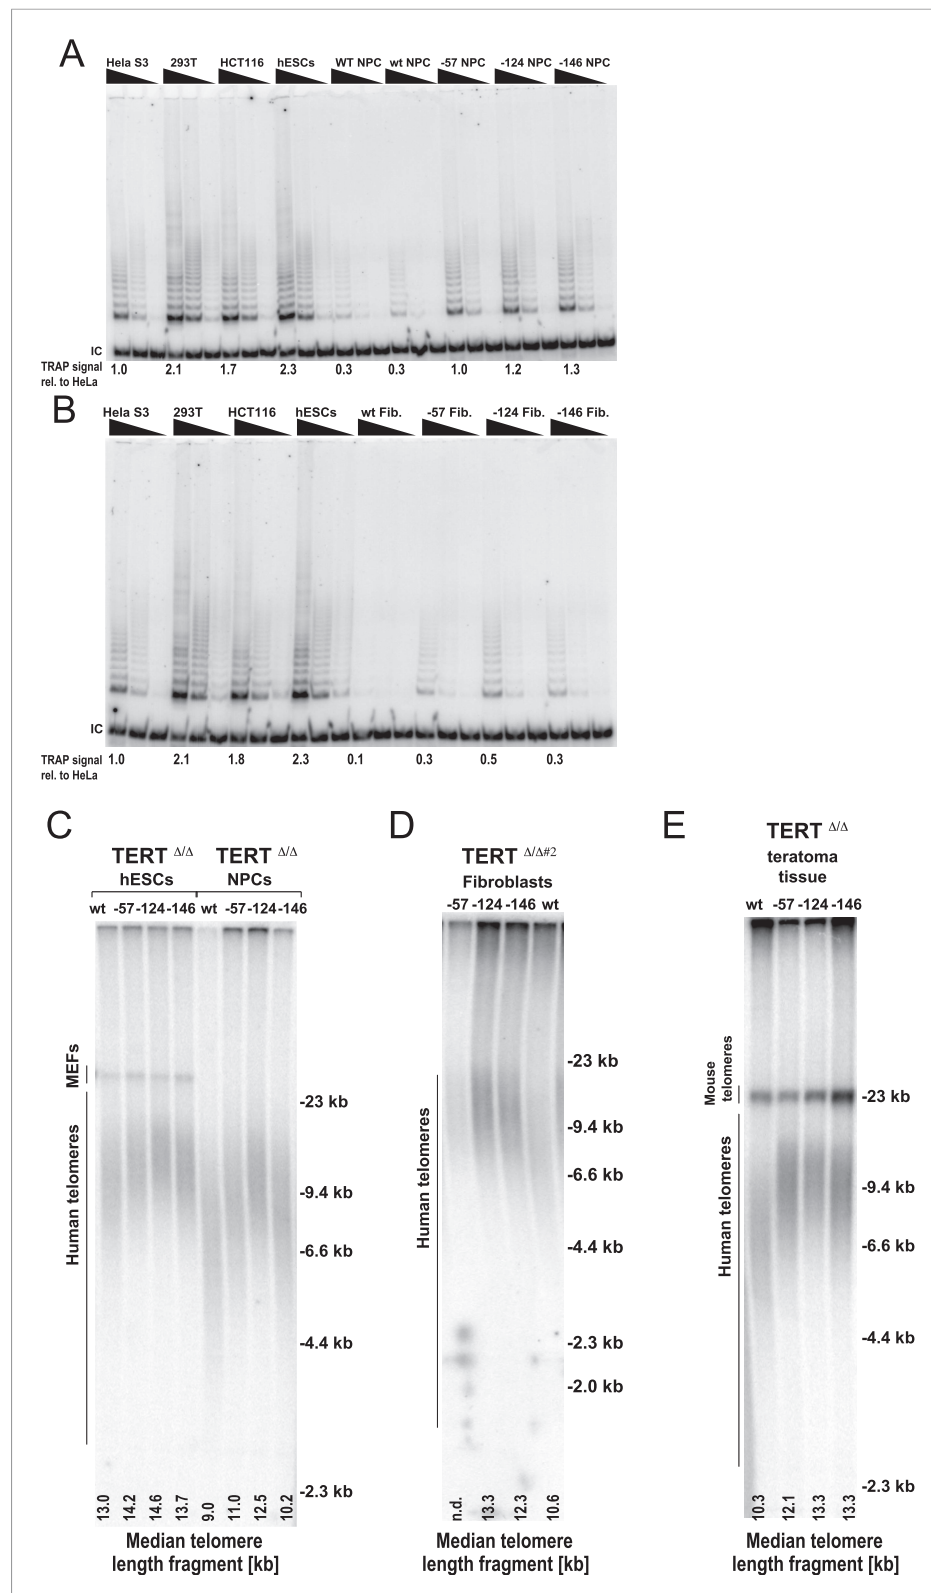 A
Hela S3 293T HCT116 hESCs WT NPC wt NPC -57 NPC -124 NPC -146 NPC
IC
TRAP signal 1.0 2.1 1.7 2.3 0.3 0.3 1.0 1.2 1.3
rel. to HeLa
B
Hela S3 293T HCT116 hESCs wt Fib. -57 Fib. -124 Fib. -146 Fib.
IC
TRAP signal 1.0 2.1 1.8 2.3 0.1 0.3 0.5 0.3
rel. to HeLa
C
TERT Δ/Δ TERT Δ/Δ
hESCs NPCs
wt -57 -124 -146 wt -57 -124 -146
MEFs
Human telomeres
-23 kb
-9.4 kb
-6.6 kb
-4.4 kb
-2.3 kb
13.0 14.2 14.6 13.7 9.0 11.0 12.5 10.2
Median telomere
length fragment [kb]
D
TERT Δ/Δ#2
Fibroblasts
-57 -124 -146 wt
Human telomeres
-23 kb
-9.4 kb
-6.6 kb
-4.4 kb
-2.3 kb
-2.0 kb
n.d. 13.3 12.3 10.6
Median telomere
length fragment [kb]
E
TERT Δ/Δ
teratoma
tissue
wt -57 -124 -146
Mouse
telomeres
Human telomeres
-23 kb
-9.4 kb
-6.6 kb
-4.4 kb
-2.3 kb
10.3 12.1 13.3 13.3
Median telomere
length fragment [kb]